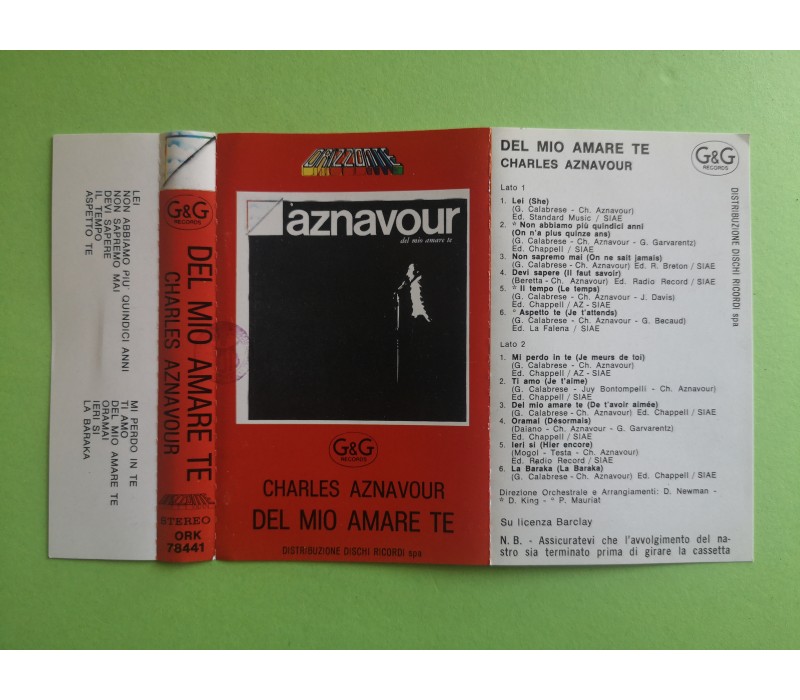 LEI
NON ABBIAMO PIU' QUINDICI ANNI
NON SAPREMO MAI
DEVI SAPERE
IL TEMPO
ASPETTO TE
MI PERDO IN TE
TI AMO
DEL MIO AMARE TE
ORAMAI
IERI SI
LA BARAKA
G&G
RECORDS
DEL MIO AMARE TE
CHARLES AZNAVOUR
ORIZZONTE
STEREO
ORK
78441
ORIZZONTE
aznavour
del mio amare te
G&G
RECORDS
CHARLES AZNAVOUR
DEL MIO AMARE TE
DISTRIBUZIONE DISCHI RICORDI spa
DEL MIO AMARE TE
CHARLES AZNAVOUR
G&G
RECORDS
DISTRIBUZIONE DISCHI RICORDI spa
Lato 1
1. Lei (She)
(G. Calabrese - Ch. Aznavour)
Ed. Standard Music / SIAE
2. * Non abbiamo più quindici anni
(On n'a plus quinze ans)
(G. Calabrese - Ch. Aznavour - G. Garvarentz)
Ed. Chappell / SIAE
3. Non sapremo mai (On ne sait jamais)
(G. Calabrese - Ch. Aznavour) Ed. R. Breton / SIAE
4. Devi sapere (Il faut savoir)
(Beretta - Ch. Aznavour) Ed. Radio Record / SIAE
5. * Il tempo (Le temps)
(G. Calabrese - Ch. Aznavour - J. Davis)
Ed. Chappell / AZ - SIAE
6. * Aspetto te (Je t'attends)
(G. Calabrese - Ch. Aznavour - G. Becaud)
Ed. La Falena / SIAE
Lato 2
1. Mi perdo in te (Je meurs de toi)
(G. Calabrese - Ch. Aznavour)
Ed. Chappell / AZ - SIAE
2. Ti amo (Je t'aime)
(G. Calabrese - Juy Bontompelli - Ch. Aznavour)
Ed. Chappell / SIAE
3. Del mio amare te (De t'avoir aimée)
(G. Calabrese - Ch. Aznavour) Ed. Chappell / SIAE
4. Oramai (Désormais)
(Daiano - Ch. Aznavour - G. Garvarentz)
Ed. Chappell / SIAE
5. Ieri si (Hier encore)
(Mogol - Testa - Ch. Aznavour)
Ed. Radio Record / SIAE
6. La Baraka (La Baraka)
(G. Calabrese - Ch. Aznavour) Ed. Chappell / SIAE
Direzione Orchestrale e Arrangiamenti: D. Newman -
* D. King - ° P. Mauriat
Su licenza Barclay
N. B. - Assicuratevi che l'avvolgimento del na-
stro sia terminato prima di girare la cassetta